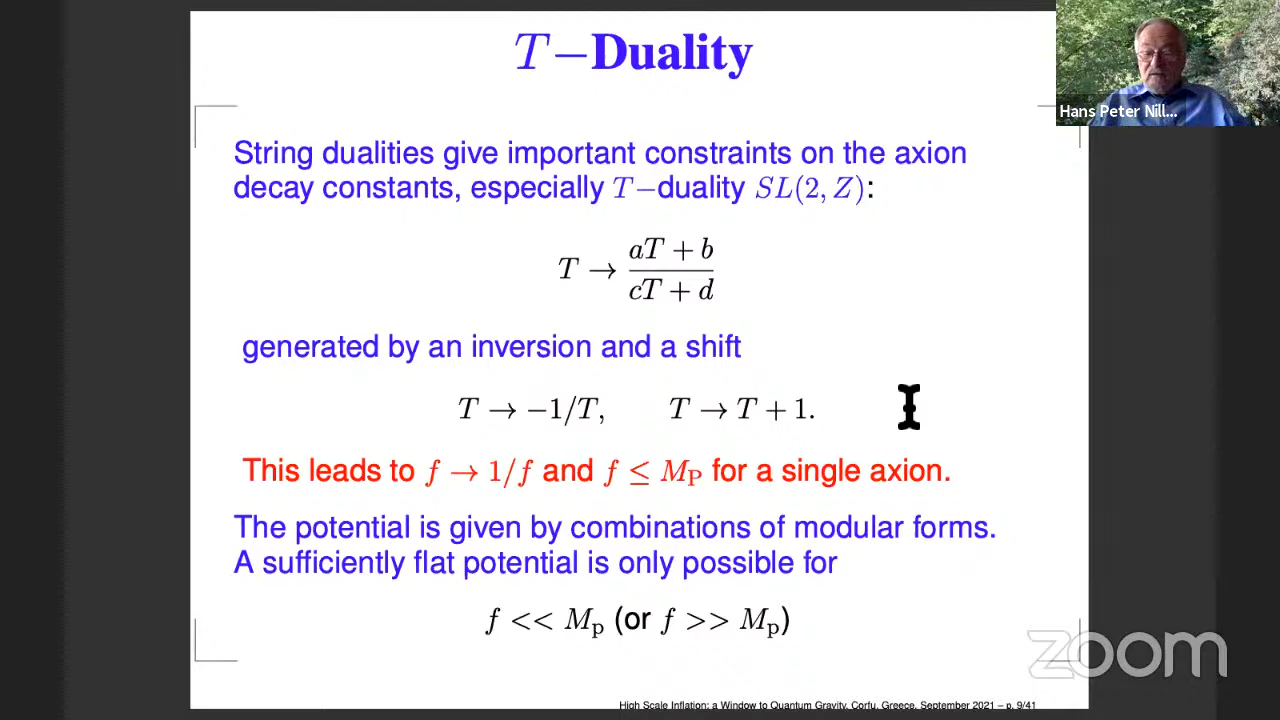 T−Duality
Hans Peter Nill...
String dualities give important constraints on the axion
decay constants, especially T−duality SL(2, Z):
T → aT + b / cT + d
generated by an inversion and a shift
T → −1/T, T → T + 1.
This leads to f → 1/f and f ≤ M_P for a single axion.
The potential is given by combinations of modular forms.
A sufficiently flat potential is only possible for
f << M_p (or f >> M_p)
zoom
High Scale Inflation; a Window to Quantum Gravity, Corfu, Greece, September 2021 – p. 9/41